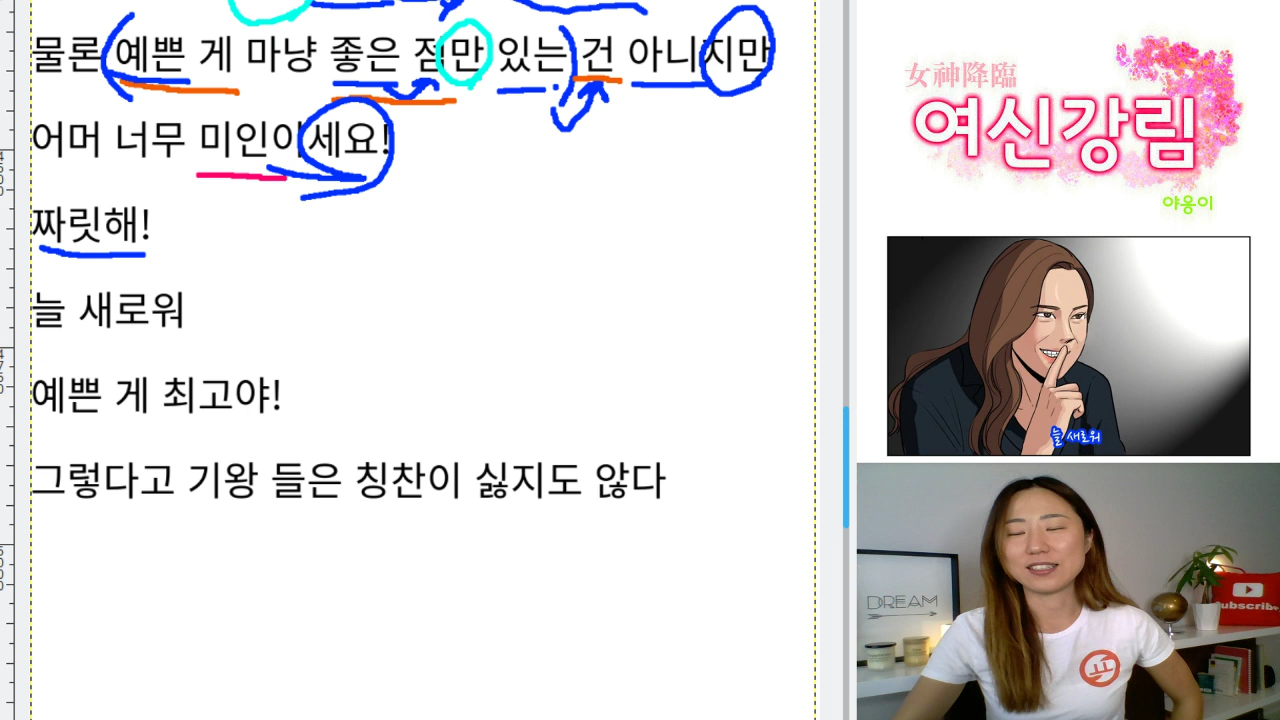 물론 예쁜 게 마냥 좋은 점만 있는 건 아니지만
어머 너무 미인이세요!
짜릿해!
늘 새로워
예쁜 게 최고야!
그렇다고 기왕 들은 칭찬이 싫지도 않다
女神降臨
여신강림
야옹이
늘 새로워
DREAM
Subscribe